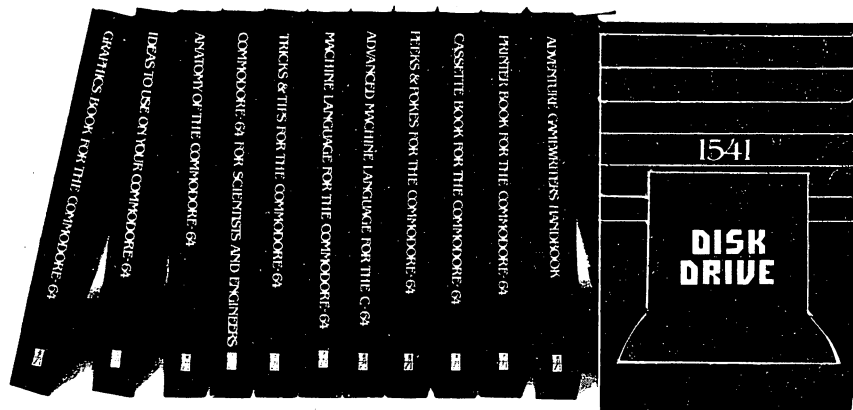 GRAPHICS BOOK FOR THE COMMODORE-64
IDEAS TO USE ON YOUR COMMODORE-64
ANATOMY OF THE COMMODORE-64
COMMODORE-64 FOR SCIENTISTS AND ENGINEERS
TRICKS & TIPS FOR THE COMMODORE-64
MACHINE LANGUAGE FOR THE COMMODORE-64
ADVANCED MACHINE LANGUAGE FOR THE C-64
PEEKS & POKES FOR THE COMMODORE-64
CASSETTE BOOK FOR THE COMMODORE-64
PRINTER BOOK FOR THE COMMODORE-64
ADVENTURE GAMEWRITER'S HANDBOOK
1541
DISK
DRIVE